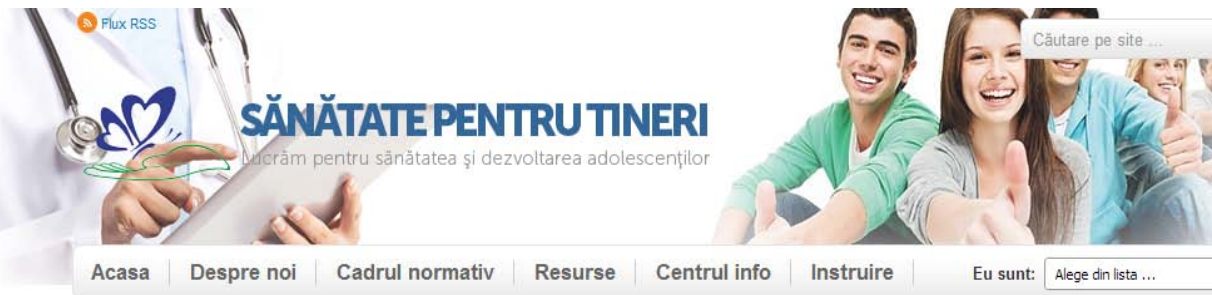 Flux RSS
Căutare pe site ...
SĂNĂTATE PENTRU TINERI
Lucrăm pentru sănătatea şi dezvoltarea adolescenţilor
Acasa Despre noi Cadrul normativ Resurse Centrul info Instruire Eu sunt: Alege din lista ...